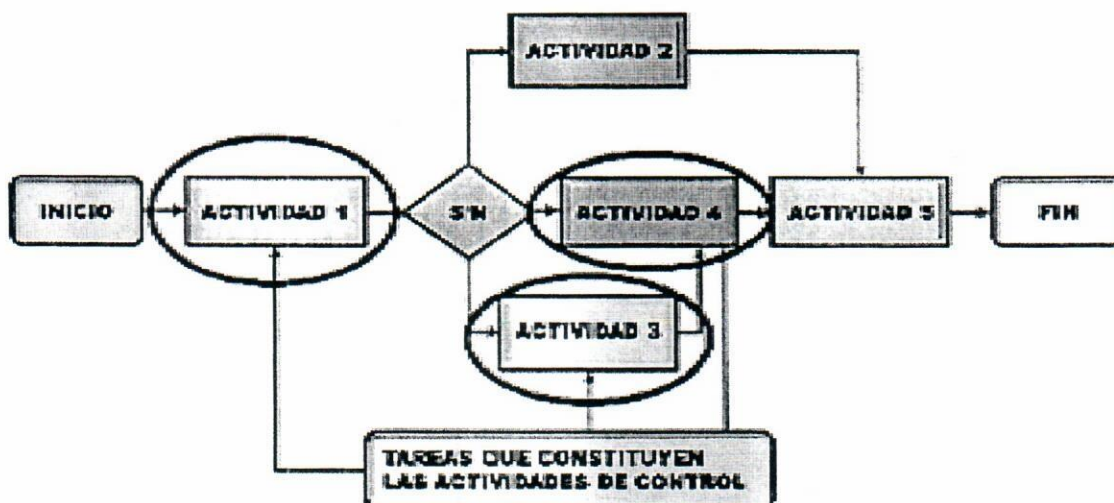 ACTIVIDAD 2
INICIO
ACTIVIDAD 1
S/N
ACTIVIDAD 4
ACTIVIDAD 5
FIN
ACTIVIDAD 3
TAREAS QUE CONSTITUYEN
LAS ACTIVIDADES DE CONTROL